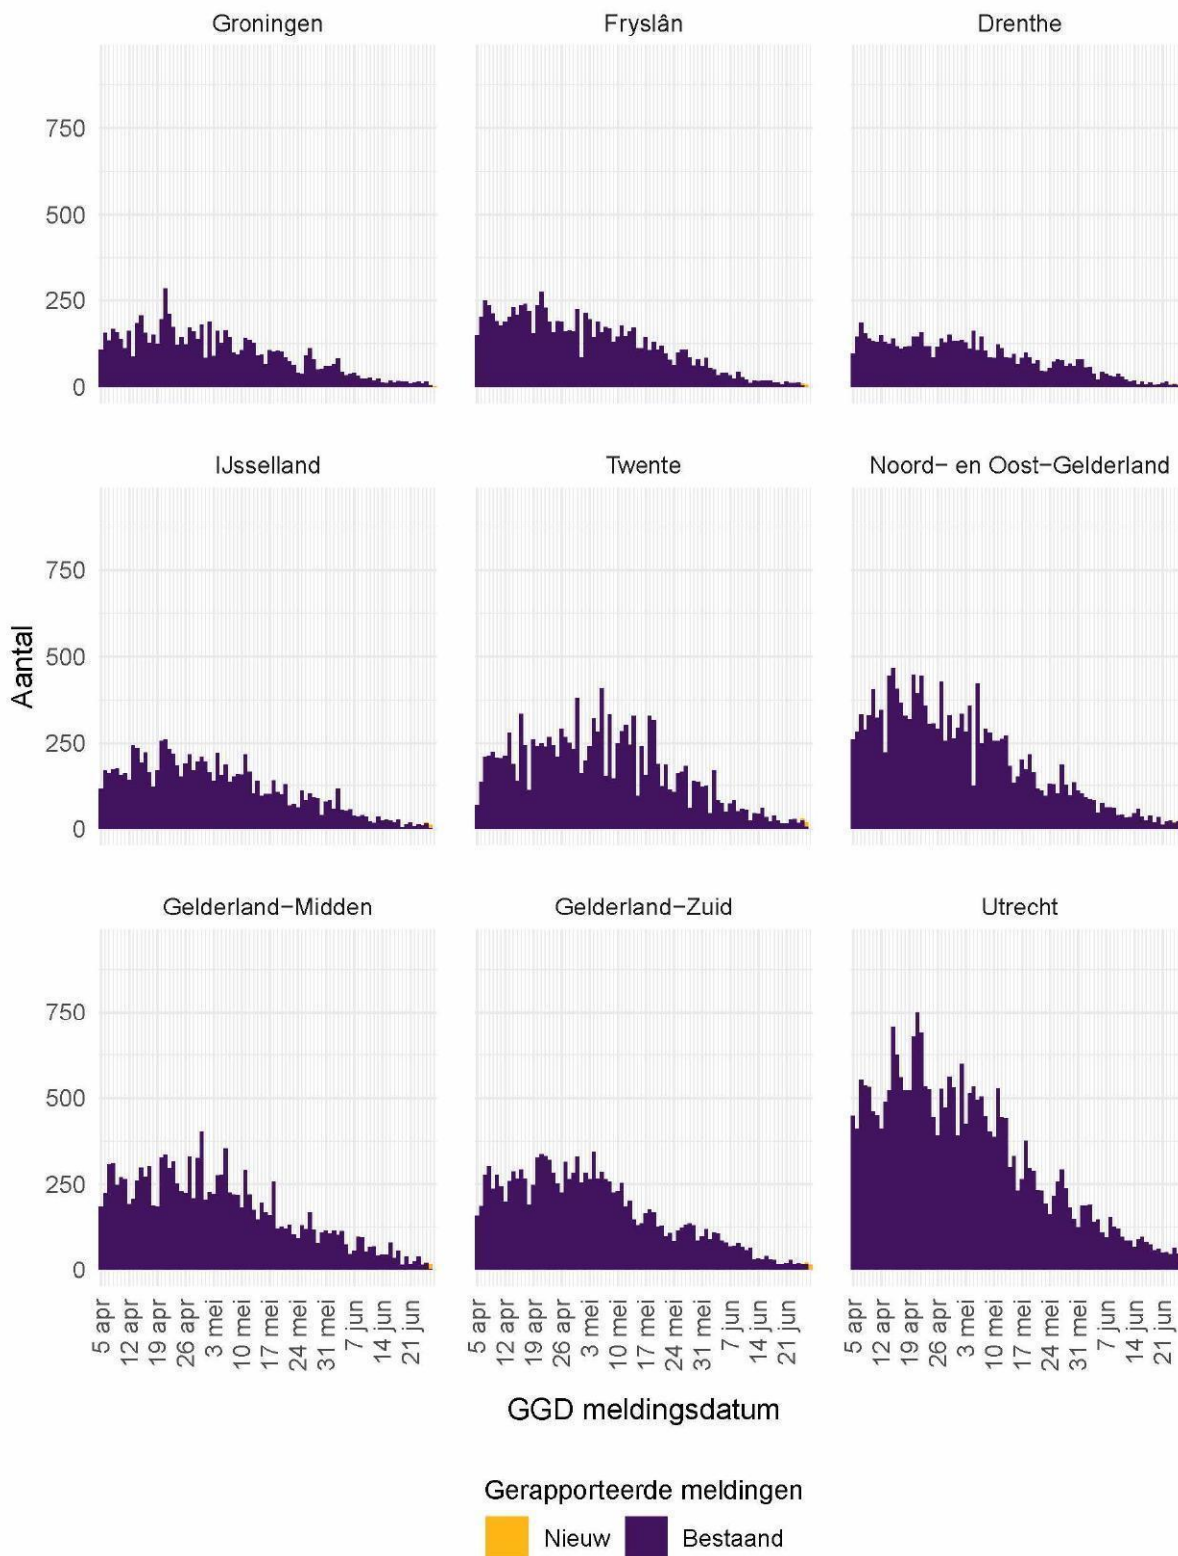 Groningen Fryslân Drenthe
750
500
250
0
IJsselland Twente Noord- en Oost-Gelderland
750
500
250
0
Aantal
Gelderland-Midden Gelderland-Zuid Utrecht
750
500
250
0
5 apr 12 apr 19 apr 26 apr 3 mei 10 mei 17 mei 24 mei 31 mei 7 jun 14 jun 21 jun 5 apr 12 apr 19 apr 26 apr 3 mei 10 mei 17 mei 24 mei 31 mei 7 jun 14 jun 21 jun 5 apr 12 apr 19 apr 26 apr 3 mei 10 mei 17 mei 24 mei 31 mei 7 jun 14 jun 21 jun
GGD meldingsdatum
Gerapporteerde meldingen
Nieuw Bestaand